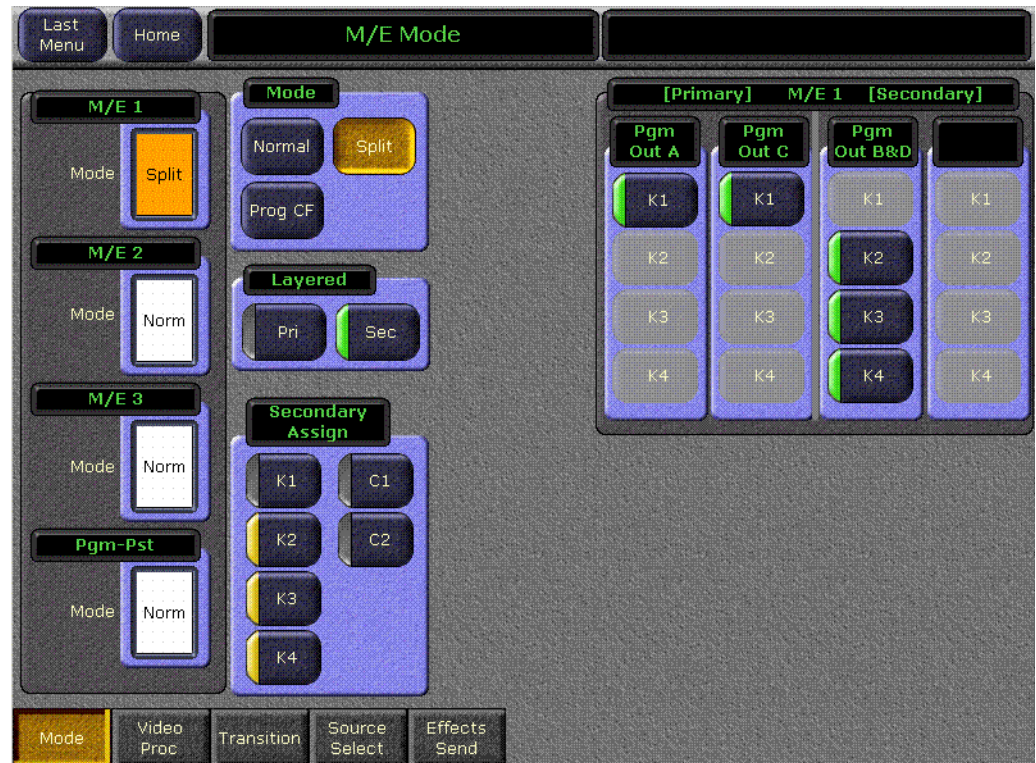 Last
Menu
Home
M/E Mode
M/E 1
Mode
Split
M/E 2
Mode
Norm
M/E 3
Mode
Norm
Pgm-Pst
Mode
Norm
Mode
Normal
Split
Prog CF
Layered
Pri
Sec
Secondary
Assign
K1
C1
K2
C2
K3
K4
[Primary] M/E 1 [Secondary]
Pgm
Out A
Pgm
Out C
Pgm
Out B&D
K1
K1
K1
K1
K2
K2
K2
K2
K3
K3
K3
K3
K4
K4
K4
K4
Mode
Video
Proc
Transition
Source
Select
Effects
Send